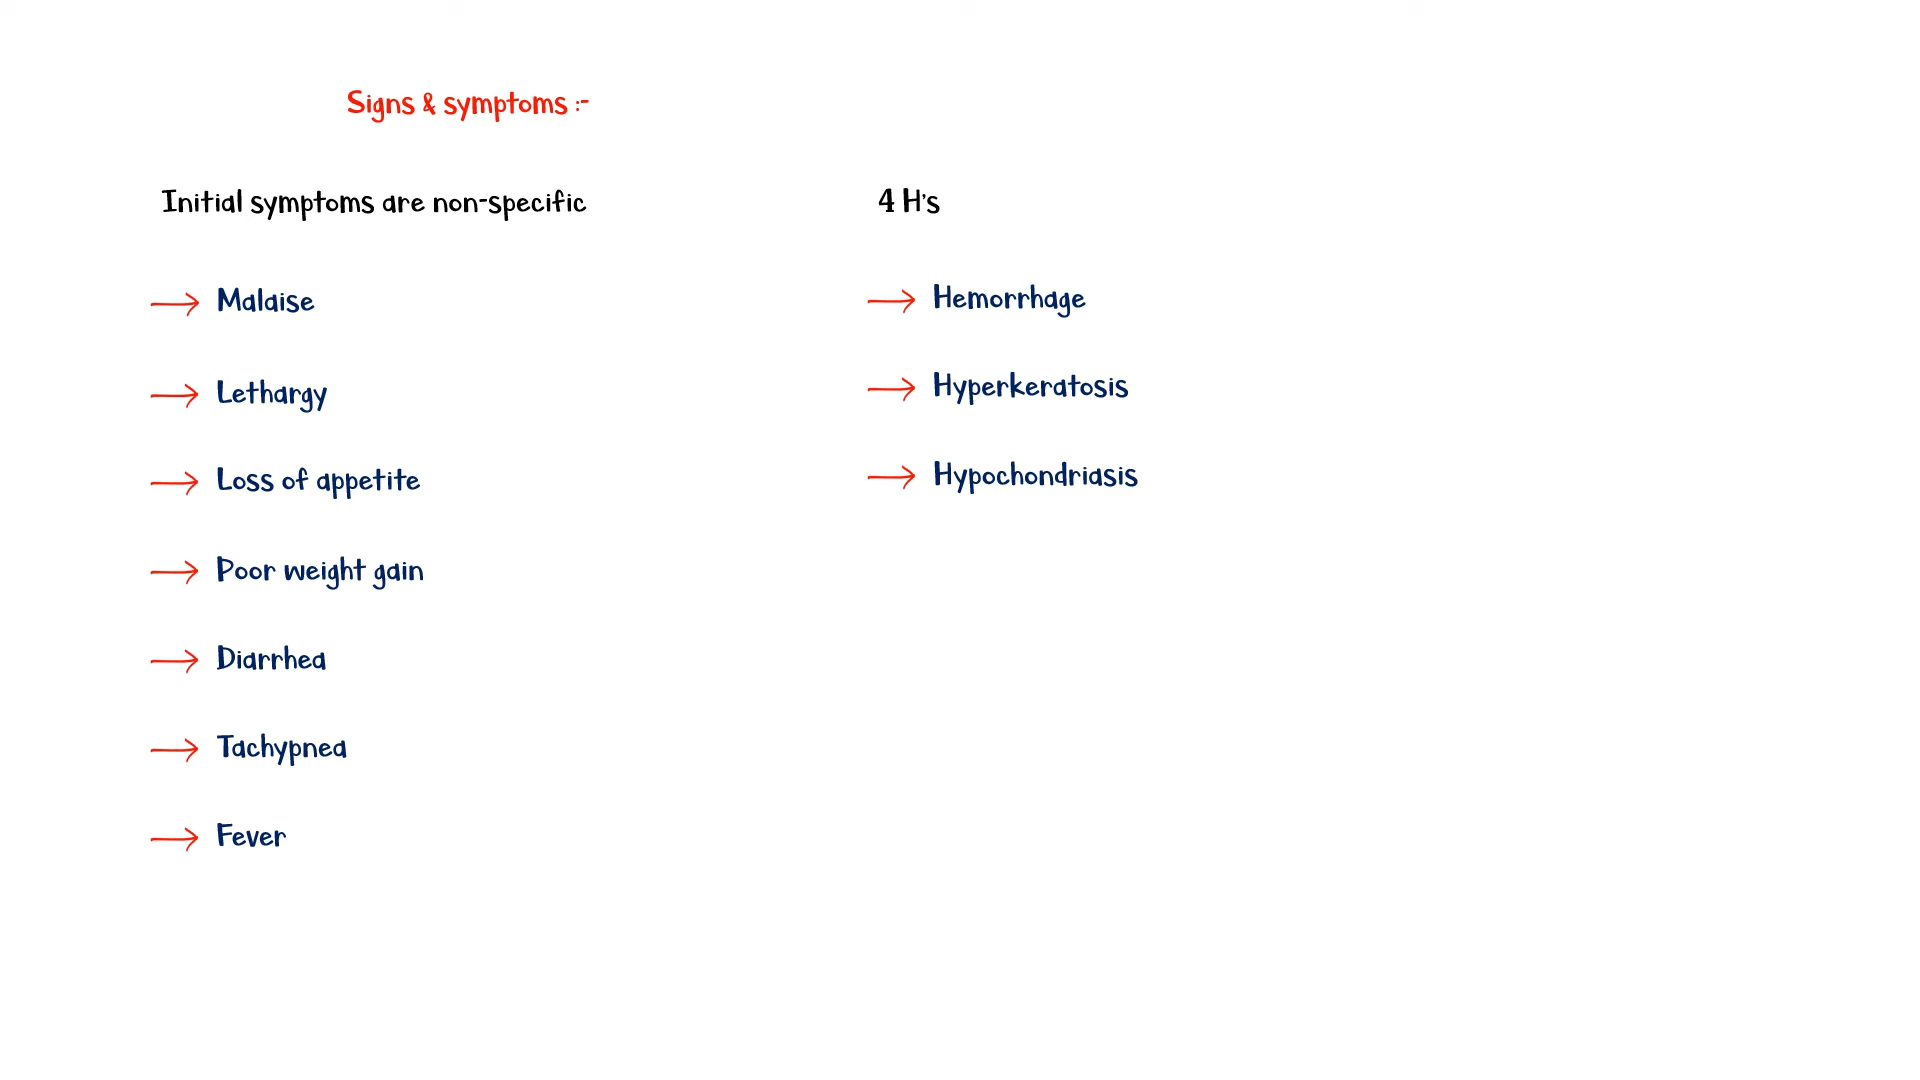 Signs & symptoms :-
Initial symptoms are non-specific
Malaise
Lethargy
Loss of appetite
Poor weight gain
Diarrhea
Tachypnea
Fever
4 H's
Hemorrhage
Hyperkeratosis
Hypochondriasis